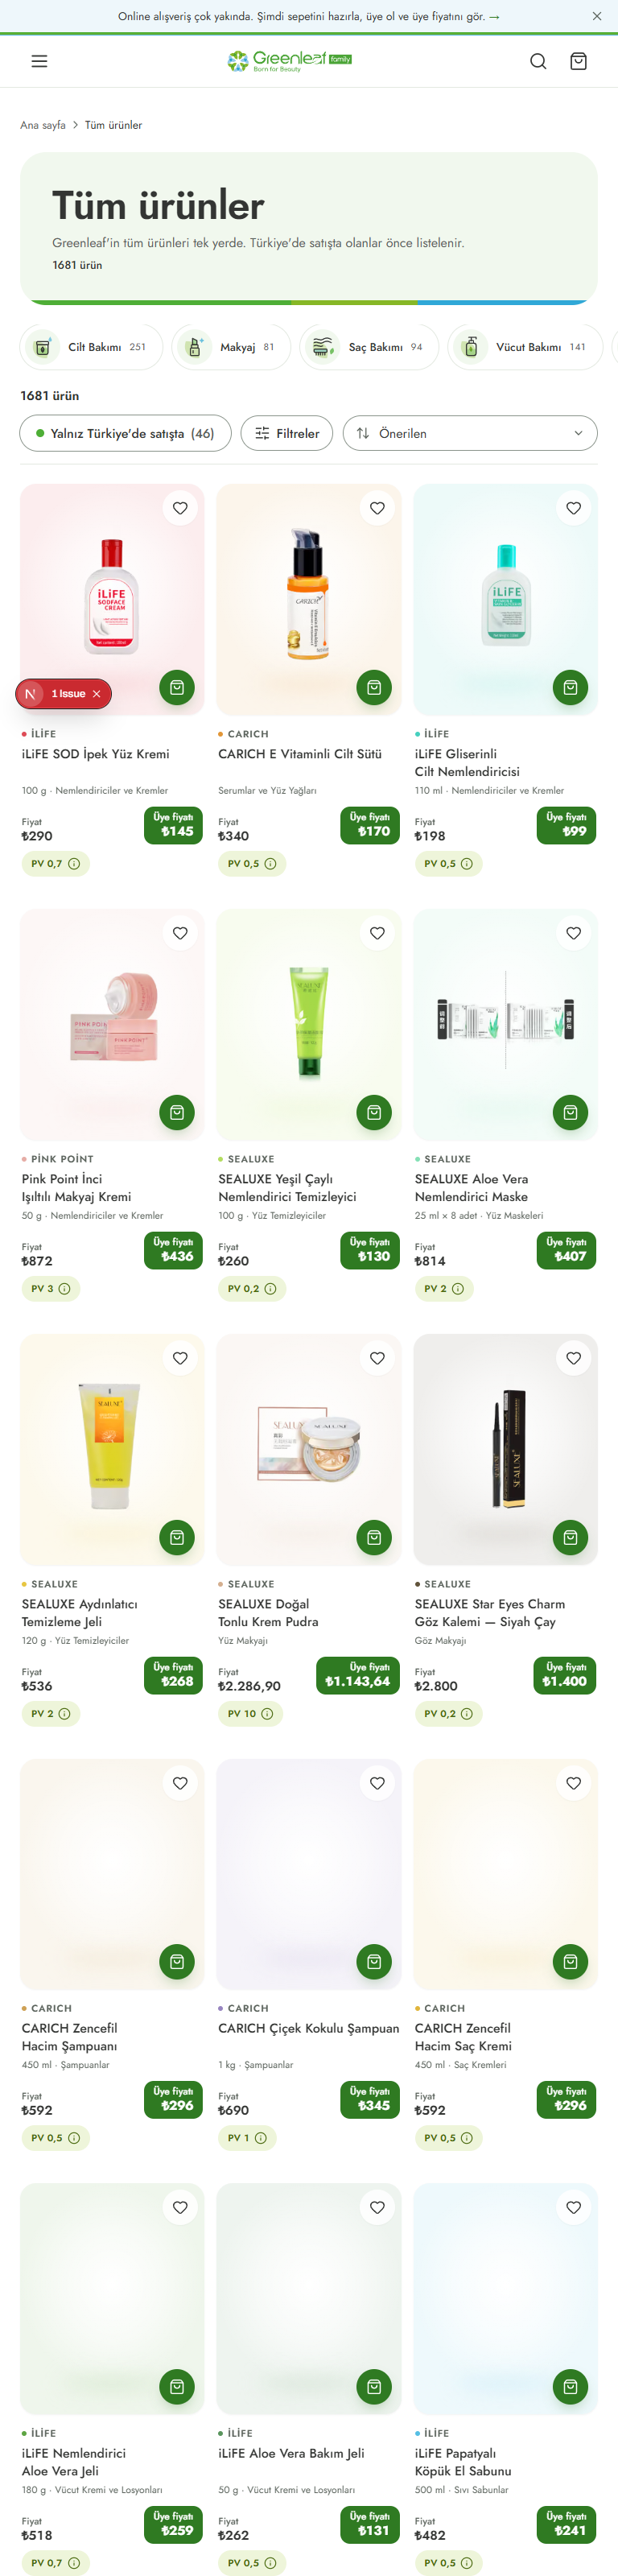 Online alışveriş çok yakında. Şimdi sepetini hazırla, üye ol ve üye fiyatını gör. →
Greenleaf family
Born for Beauty
Ana sayfa > Tüm ürünler
Tüm ürünler
Greenleaf'in tüm ürünleri tek yerde. Türkiye'de satışta olanlar önce listelenir.
1681 ürün
Cilt Bakımı 251
Makyaj 81
Saç Bakımı 94
Vücut Bakımı 141
1681 ürün
Yalnız Türkiye'de satışta (46)
Filtreler
Önerilen
iLiFE
SODFACE
CREAM
CARICH
iLiFE
N 1 Issue
İLİFE
iLiFE SOD İpek Yüz Kremi
100 g · Nemlendiriciler ve Kremler
Fiyat
₺290
Üye fiyatı
₺145
PV 0,7
CARICH
CARICH E Vitaminli Cilt Sütü
Serumlar ve Yüz Yağları
Fiyat
₺340
Üye fiyatı
₺170
PV 0,5
İLİFE
iLiFE Gliserinli
Cilt Nemlendiricisi
110 ml · Nemlendiriciler ve Kremler
Fiyat
₺198
Üye fiyatı
₺99
PV 0,5
PINK POINT
SEALUXE
PİNK POİNT
Pink Point İnci
Işıltılı Makyaj Kremi
50 g · Nemlendiriciler ve Kremler
Fiyat
₺872
Üye fiyatı
₺436
PV 3
SEALUXE
SEALUXE Yeşil Çaylı
Nemlendirici Temizleyici
100 g · Yüz Temizleyiciler
Fiyat
₺260
Üye fiyatı
₺130
PV 0,2
SEALUXE
SEALUXE Aloe Vera
Nemlendirici Maske
25 ml × 8 adet · Yüz Maskeleri
Fiyat
₺814
Üye fiyatı
₺407
PV 2
SEALUXE
SEALUXE
SEALUXE
SEALUXE
SEALUXE Aydınlatıcı
Temizleme Jeli
120 g · Yüz Temizleyiciler
Fiyat
₺536
Üye fiyatı
₺268
PV 2
SEALUXE
SEALUXE Doğal
Tonlu Krem Pudra
Yüz Makyajı
Fiyat
₺2.286,90
Üye fiyatı
₺1.143,64
PV 10
SEALUXE
SEALUXE Star Eyes Charm
Göz Kalemi — Siyah Çay
Göz Makyajı
Fiyat
₺2.800
Üye fiyatı
₺1.400
PV 0,2
CARICH
CARICH Zencefil
Hacim Şampuanı
450 ml · Şampuanlar
Fiyat
₺592
Üye fiyatı
₺296
PV 0,5
CARICH
CARICH Çiçek Kokulu Şampuan
1 kg · Şampuanlar
Fiyat
₺690
Üye fiyatı
₺345
PV 1
CARICH
CARICH Zencefil
Hacim Saç Kremi
450 ml · Saç Kremleri
Fiyat
₺592
Üye fiyatı
₺296
PV 0,5
İLİFE
iLiFE Nemlendirici
Aloe Vera Jeli
180 g · Vücut Kremi ve Losyonları
Fiyat
₺518
Üye fiyatı
₺259
PV 0,7
İLİFE
iLiFE Aloe Vera Bakım Jeli
50 g · Vücut Kremi ve Losyonları
Fiyat
₺262
Üye fiyatı
₺131
PV 0,5
İLİFE
iLiFE Papatyalı
Köpük El Sabunu
500 ml · Sıvı Sabunlar
Fiyat
₺482
Üye fiyatı
₺241
PV 0,5